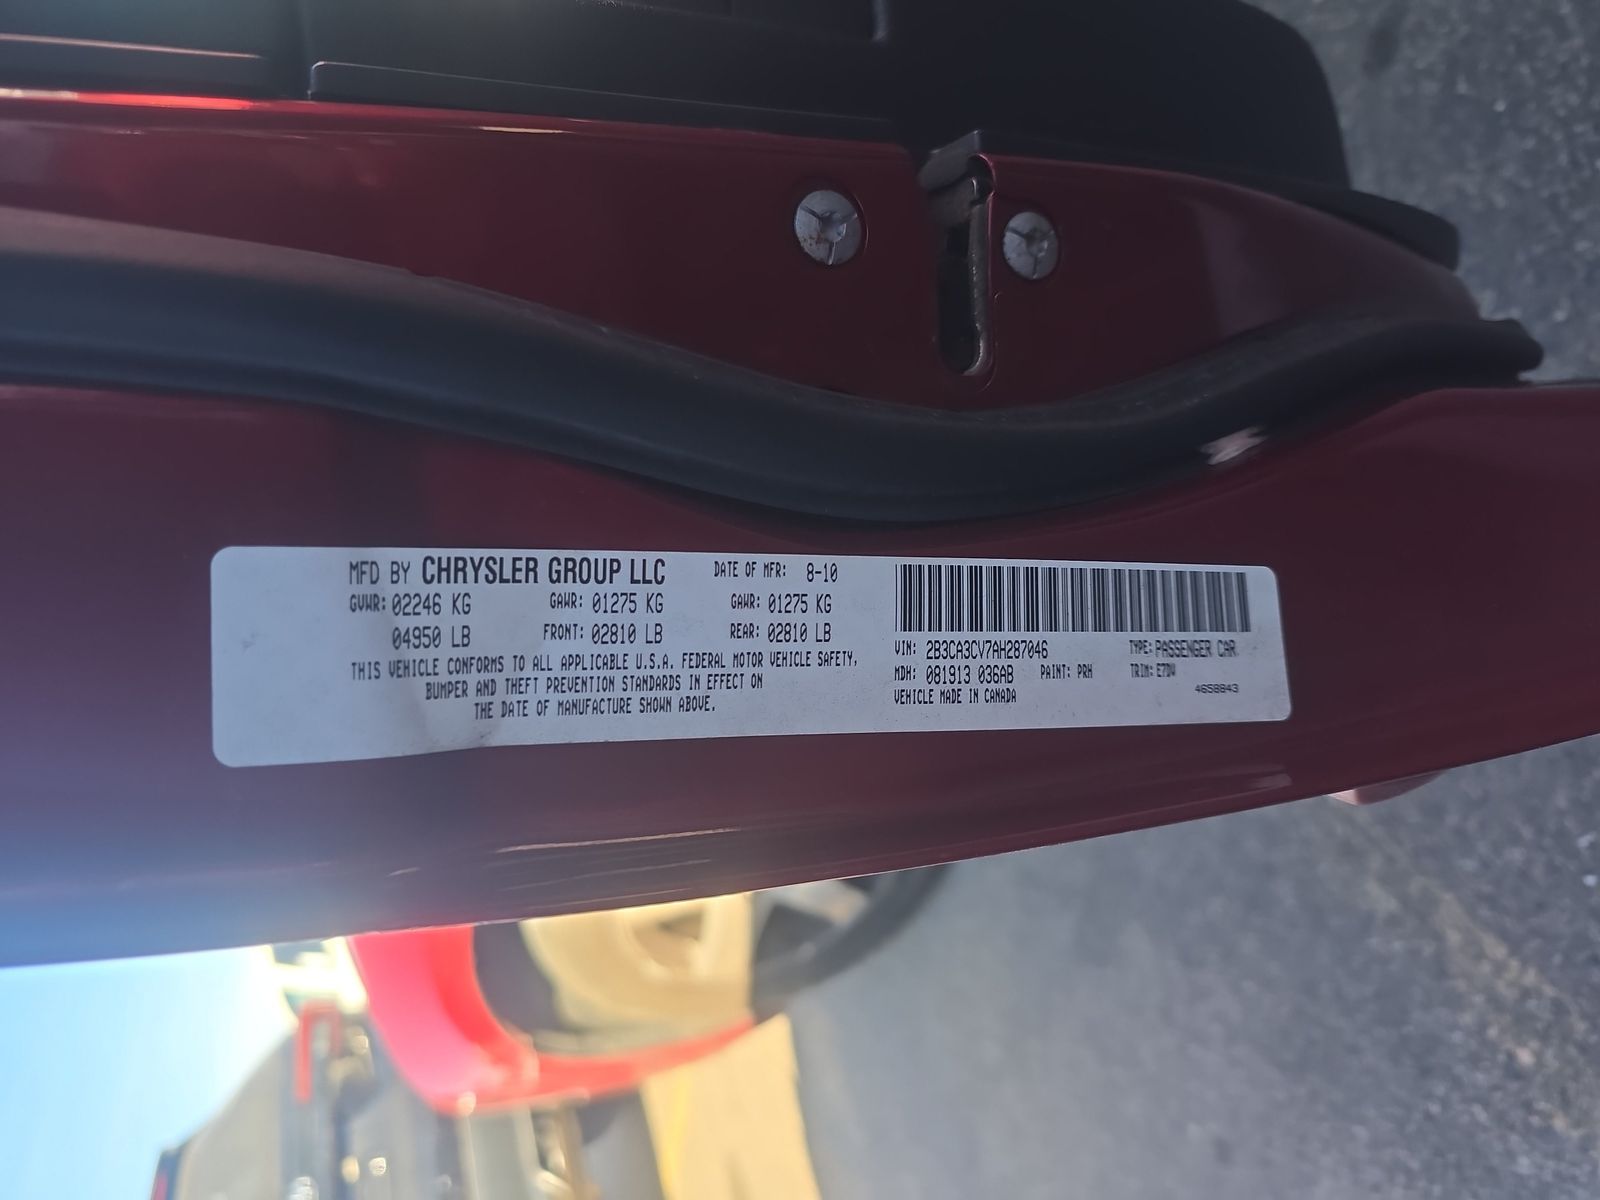 MFD BY CHRYSLER GROUP LLC DATE OF MFR: 8-10
GVWR: 02246 KG GAWR: 01275 KG GAWR: 01275 KG
04950 LB FRONT: 02810 LB REAR: 02810 LB
THIS VEHICLE CONFORMS TO ALL APPLICABLE U.S.A. FEDERAL MOTOR VEHICLE SAFETY,
BUMPER AND THEFT PREVENTION STANDARDS IN EFFECT ON
THE DATE OF MANUFACTURE SHOWN ABOVE.
VIN: 2B3CA3CV7AH287046 TYPE: PASSENGER CAR
MDH: 081913 036AB PAINT: PRH TRIM: E7DV
VEHICLE MADE IN CANADA 4658843